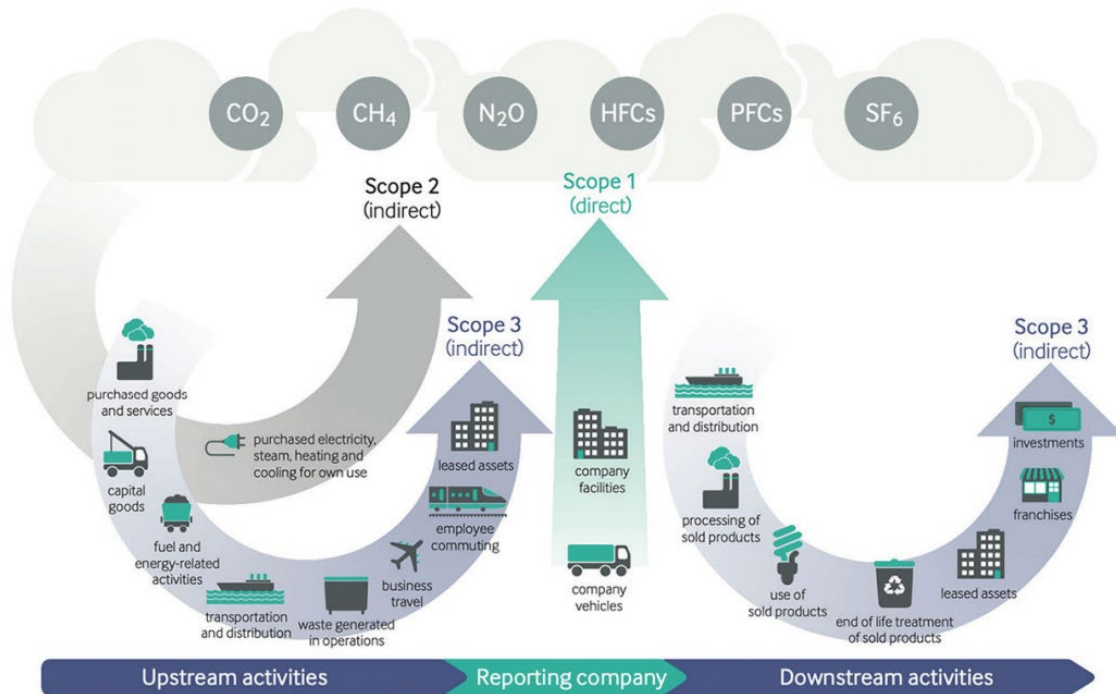 CO₂
CH₄
N₂O
HFCs
PFCs
SF₆
Scope 2
(indirect)
Scope 1
(direct)
Scope 3
(indirect)
Scope 3
(indirect)
purchased goods
and services
capital
goods
fuel and
energy-related
activities
transportation
and distribution
waste generated
in operations
business
travel
employee
commuting
leased assets
purchased electricity,
steam, heating and
cooling for own use
company
facilities
company
vehicles
transportation
and distribution
processing of
sold products
use of
sold products
end of life treatment
of sold products
leased assets
franchises
$
investments
Upstream activities
Reporting company
Downstream activities